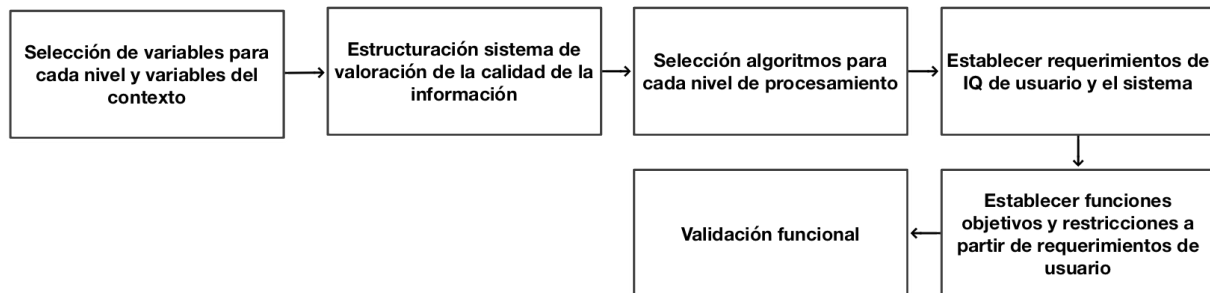 Selección de variables para
cada nivel y variables del
contexto
Estructuración sistema de
valoración de la calidad de la
información
Selección algoritmos para
cada nivel de procesamiento
Establecer requerimientos de
IQ de usuario y el sistema
Establecer funciones
objetivos y restricciones a
partir de requerimientos de
usuario
Validación funcional